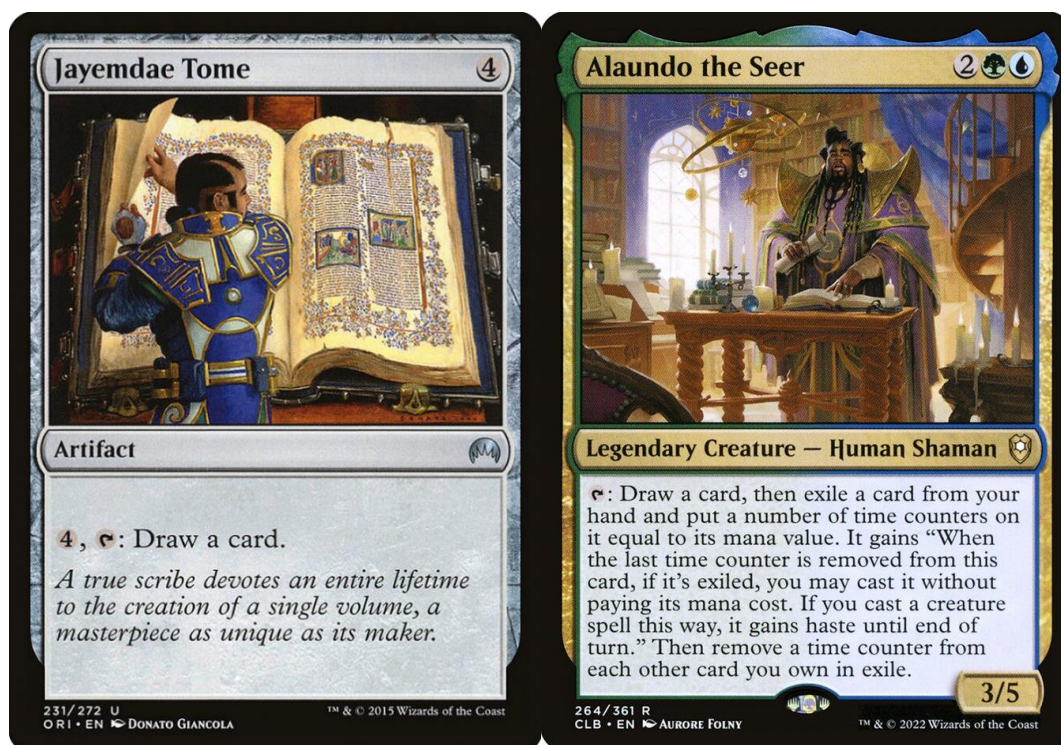 Jayemdae Tome 4
Artifact
4, : Draw a card.
A true scribe devotes an entire lifetime
to the creation of a single volume, a
masterpiece as unique as its maker.
231/272 U
ORI • EN DONATO GIANCOLA
™ & © 2015 Wizards of the Coast
Alaundo the Seer 2
Legendary Creature — Human Shaman
: Draw a card, then exile a card from your
hand and put a number of time counters on
it equal to its mana value. It gains “When
the last time counter is removed from this
card, if it’s exiled, you may cast it without
paying its mana cost. If you cast a creature
spell this way, it gains haste until end of
turn.” Then remove a time counter from
each other card you own in exile.
3/5
264/361 R
CLB • EN AURORE FOLNY
™ & © 2022 Wizards of the Coast